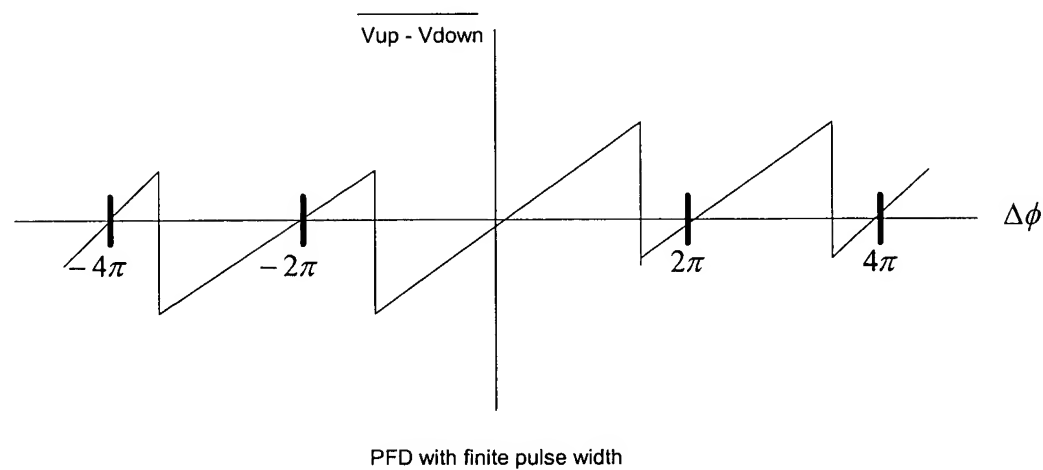 Vup - Vdown
Δϕ
−4π
−2π
2π
4π
PFD with finite pulse width